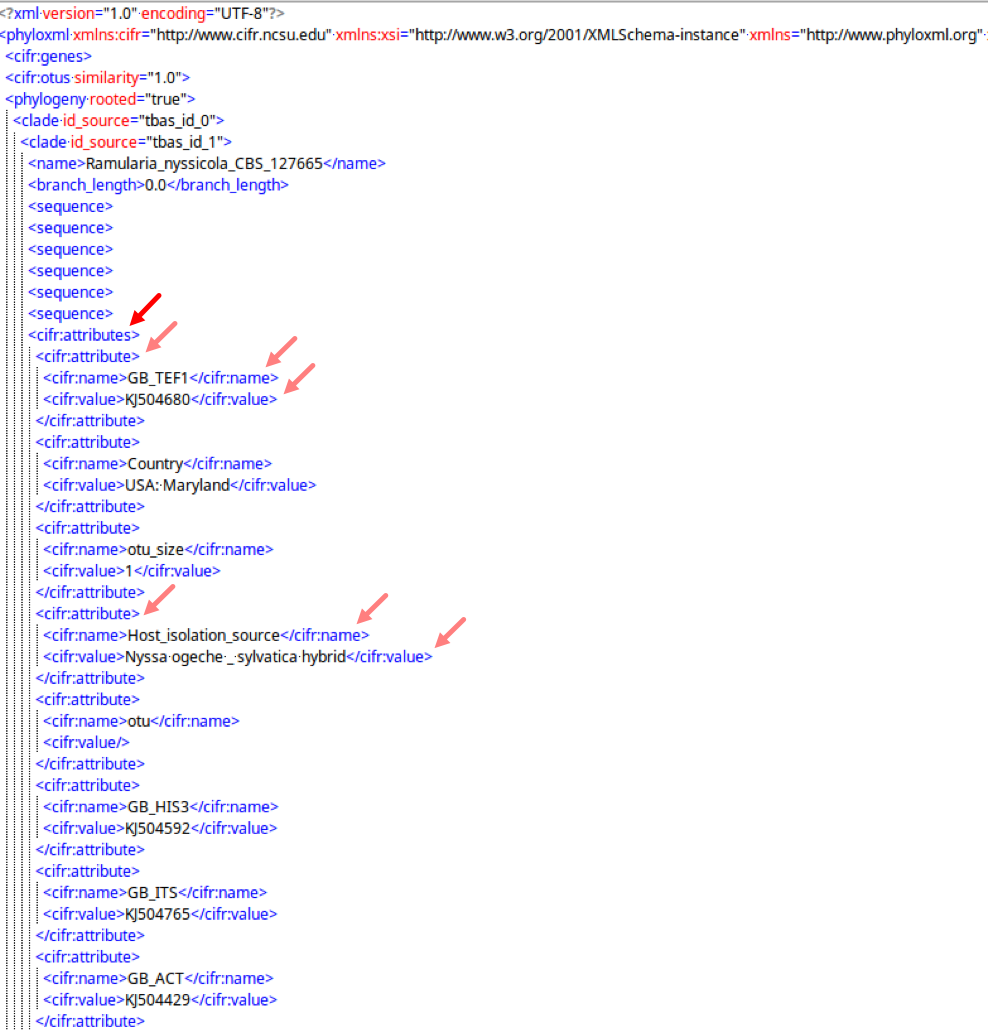 <?xml version="1.0" encoding="UTF-8"?>
<phyloxml xmlns:cifr="http://www.cifr.ncsu.edu" xmlns:xsi="http://www.w3.org/2001/XMLSchema-instance" xmlns="http://www.phyloxml.org"
<cifr:genes>
<cifr:otus similarity="1.0">
<phylogeny rooted="true">
<clade id_source="tbas_id_0">
<clade id_source="tbas_id_1">
<name>Ramularia_nyssicola_CBS_127665</name>
<branch_length>0.0</branch_length>
<sequence>
<sequence>
<sequence>
<sequence>
<sequence>
<sequence>
<cifr:attributes>
<cifr:attribute>
<cifr:name>GB_TEF1</cifr:name>
<cifr:value>KJ504680</cifr:value>
</cifr:attribute>
<cifr:attribute>
<cifr:name>Country</cifr:name>
<cifr:value>USA: Maryland</cifr:value>
</cifr:attribute>
<cifr:attribute>
<cifr:name>otu_size</cifr:name>
<cifr:value>1</cifr:value>
</cifr:attribute>
<cifr:attribute>
<cifr:name>Host_isolation_source</cifr:name>
<cifr:value>Nyssa ogeche _ sylvatica hybrid</cifr:value>
</cifr:attribute>
<cifr:attribute>
<cifr:name>otu</cifr:name>
<cifr:value/>
</cifr:attribute>
<cifr:attribute>
<cifr:name>GB_HIS3</cifr:name>
<cifr:value>KJ504592</cifr:value>
</cifr:attribute>
<cifr:attribute>
<cifr:name>GB_ITS</cifr:name>
<cifr:value>KJ504765</cifr:value>
</cifr:attribute>
<cifr:attribute>
<cifr:name>GB_ACT</cifr:name>
<cifr:value>KJ504429</cifr:value>
</cifr:attribute>